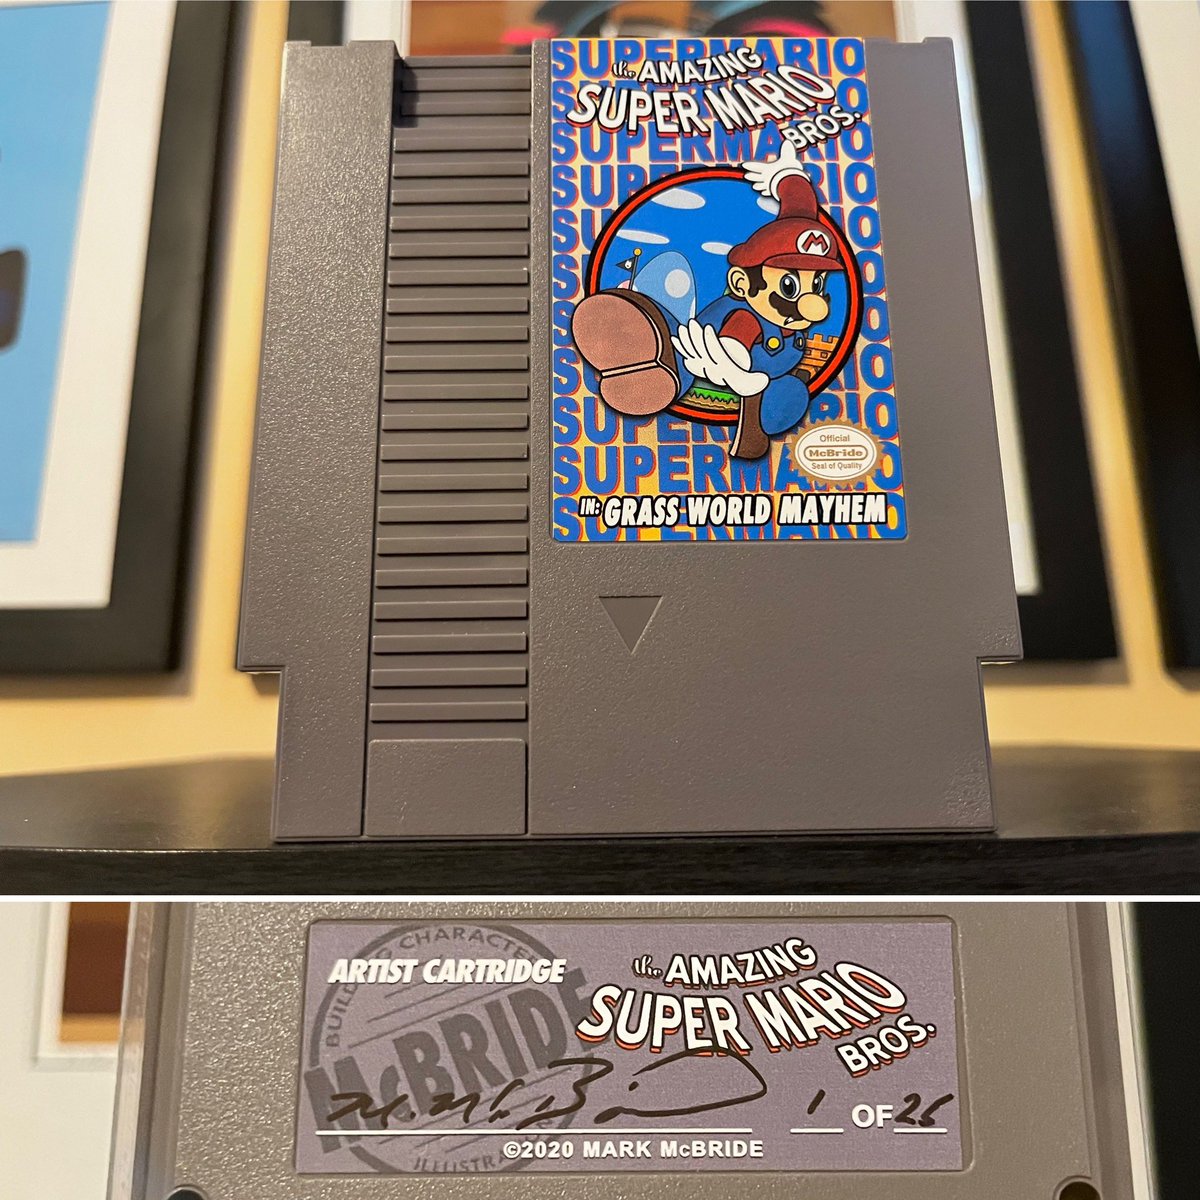 SUPERMARIO
the AMAZING
SUPER MARIO
BROS.
SUPERMARIO
SUPERMARIO
M
SUPERMARIO
SUPERMARIO
Official
McBride
Seal of Quality
IN: GRASS WORLD MAYHEM
ARTIST CARTRIDGE
McBRIDE
the AMAZING
SUPER MARIO
BROS.
M. McBride
1 OF 25
©2020 MARK McBRIDE